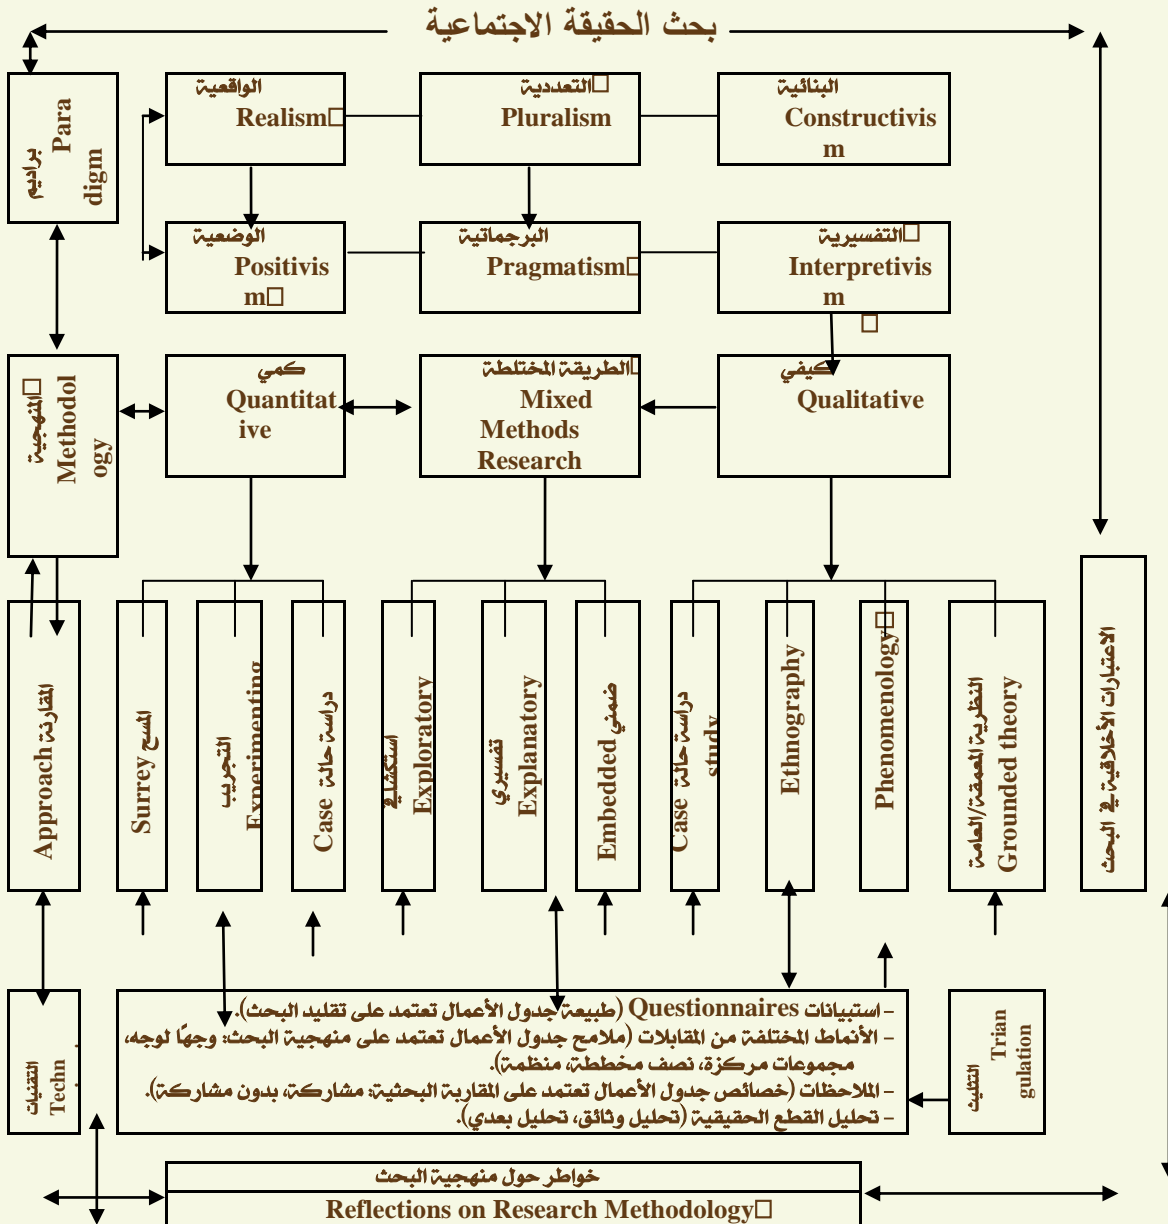 بحث الحقيقة الاجتماعية
براديم
Para
digm
الواقعية
Realism
التعددية
Pluralism
البنائية
Constructivis
m
الوضعية
Positivis
m
البرجماتية
Pragmatism
التفسيرية
Interpretivis
m
المنهجية
Methodol
ogy
كمي
Quantitat
ive
الطريقة المختلطة
Mixed
Methods
Research
كيفي
Qualitative
المقارنة Approach
المسح Surrey
التجريب
Experimenting
دراسة حالة Case
استكشافي
Exploratory
تفسيري
Explanatory
ضمني Embedded
دراسة حالة Case
study
Ethnography
Phenomenology
النظرية المعمقة/العامة
Grounded theory
الاعتبارات الأخلاقية في البحث
التقنيات
Techn
– استبيانات Questionnaires (طبيعة جدول الأعمال تعتمد على تقليد البحث).
– الأنماط المختلفة من المقابلات (ملامح جدول الأعمال تعتمد على منهجية البحث: وجهًا لوجه،
مجموعات مركزة، نصف مخططة، منظمة).
– الملاحظات (خصائص جدول الأعمال تعتمد على المقاربة البحثية: مشاركة، بدون مشاركة).
– تحليل القطع الحقيقية (تحليل وثائق، تحليل بعدي).
التثليث
Trian
gulation
خواطر حول منهجية البحث
Reflections on Research Methodology